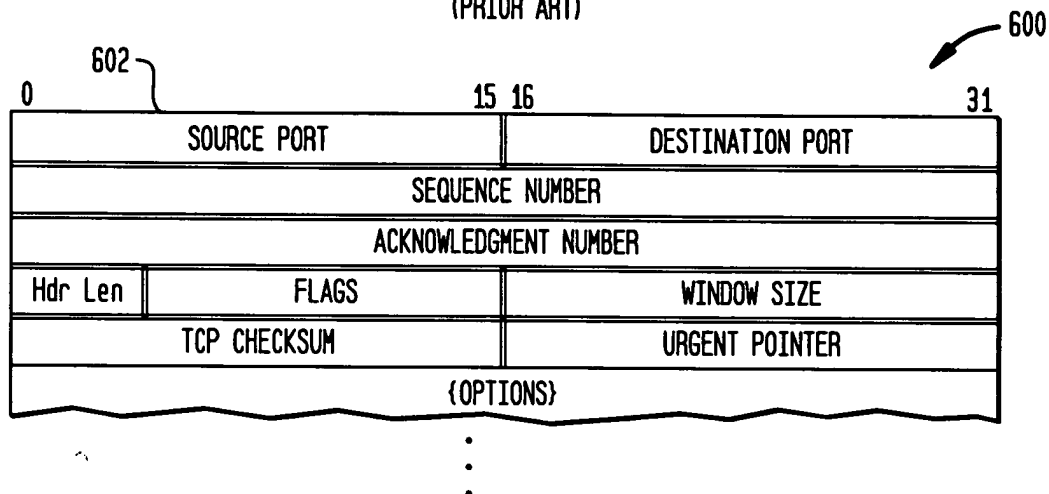 (PRIOR ART)
600
602
0 15 16 31
SOURCE PORT DESTINATION PORT
SEQUENCE NUMBER
ACKNOWLEDGMENT NUMBER
Hdr Len FLAGS WINDOW SIZE
TCP CHECKSUM URGENT POINTER
{OPTIONS}